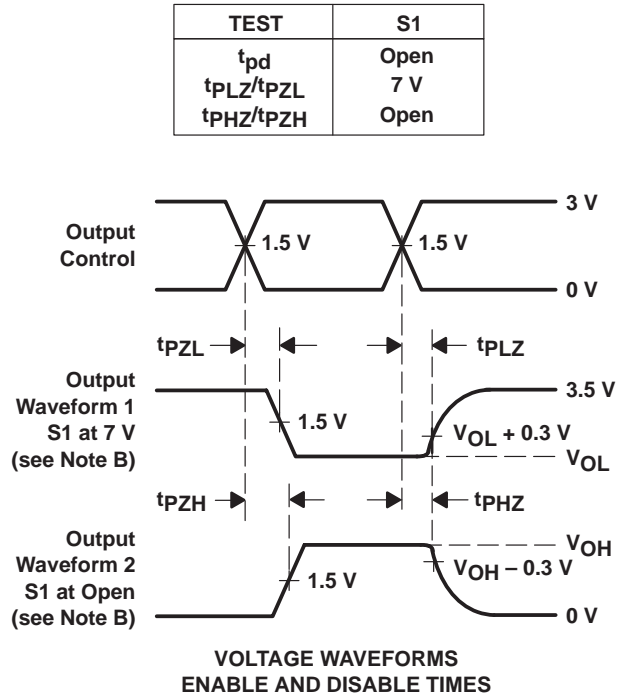 TEST S1
tpd Open
tPLZ/tPZL 7 V
tPHZ/tPZH Open
3 V
Output
Control
1.5 V 1.5 V
0 V
tPZL tPLZ
Output
Waveform 1
S1 at 7 V
(see Note B)
3.5 V
1.5 V
VOL + 0.3 V
VOL
tPZH tPHZ
Output
Waveform 2
S1 at Open
(see Note B)
VOH
VOH – 0.3 V
1.5 V
0 V
VOLTAGE WAVEFORMS
ENABLE AND DISABLE TIMES